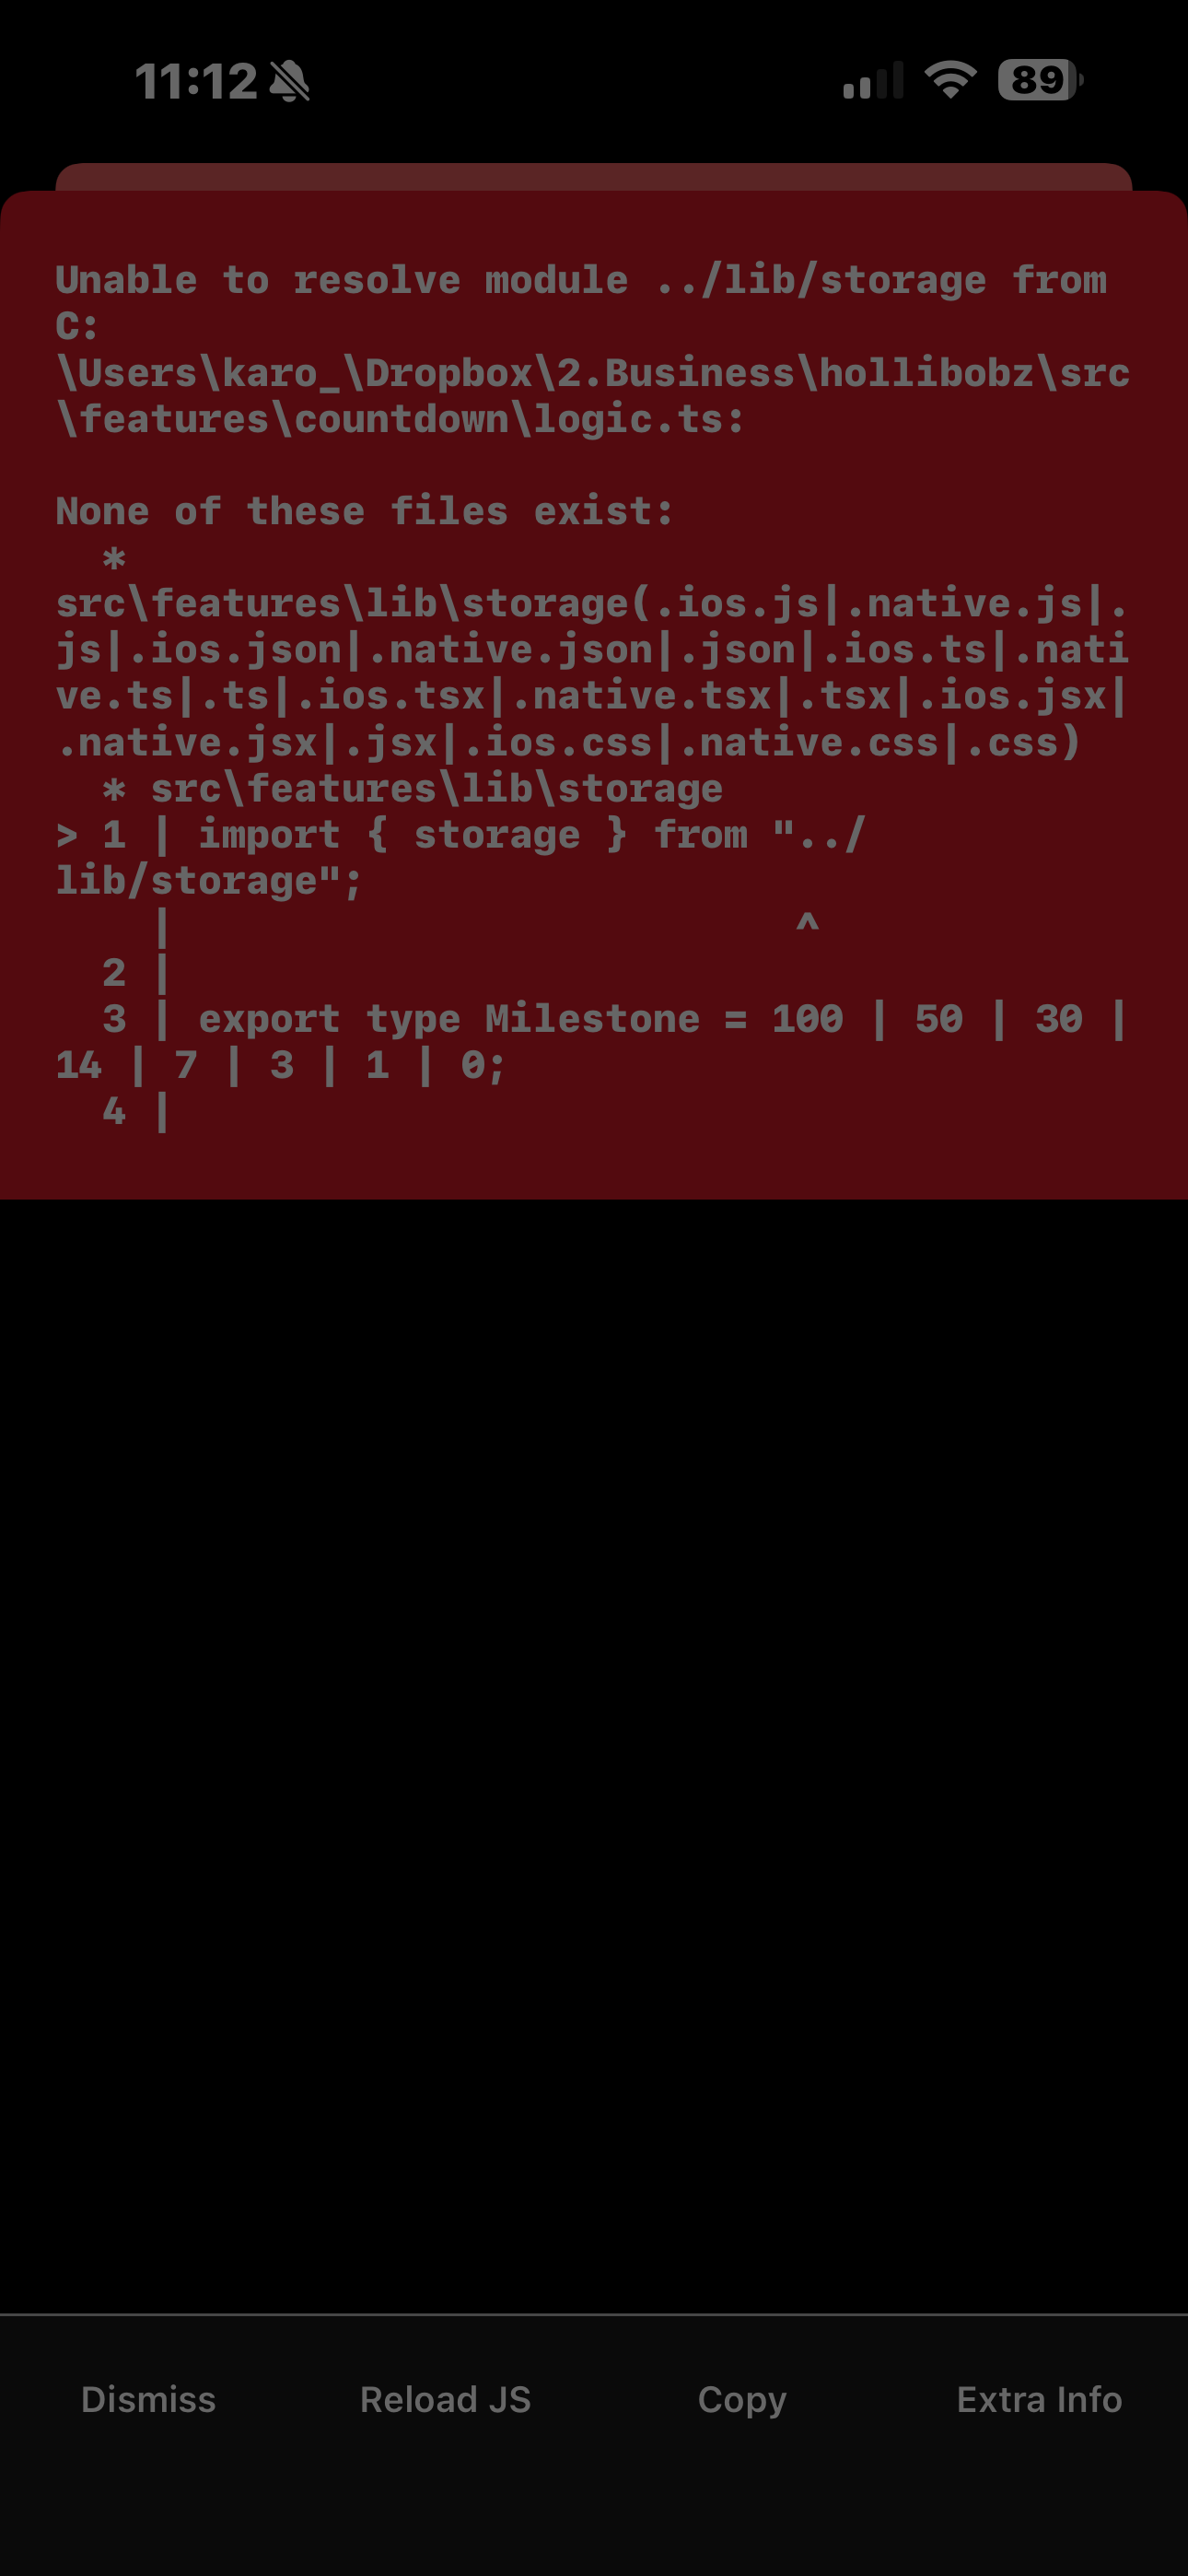 11:12
89
Unable to resolve module ../lib/storage from
C:
\Users\karo_\Dropbox\2.Business\hollibobz\src
\features\countdown\logic.ts:
None of these files exist:
  *
src\features\lib\storage(.ios.js|.native.js|.
js|.ios.json|.native.json|.json|.ios.ts|.nati
ve.ts|.ts|.ios.tsx|.native.tsx|.tsx|.ios.jsx|
.native.jsx|.jsx|.ios.css|.native.css|.css)
  * src\features\lib\storage
> 1 | import { storage } from "../
lib/storage";
    |                           ^
  2 |
  3 | export type Milestone = 100 | 50 | 30 |
14 | 7 | 3 | 1 | 0;
  4 |
Dismiss
Reload JS
Copy
Extra Info